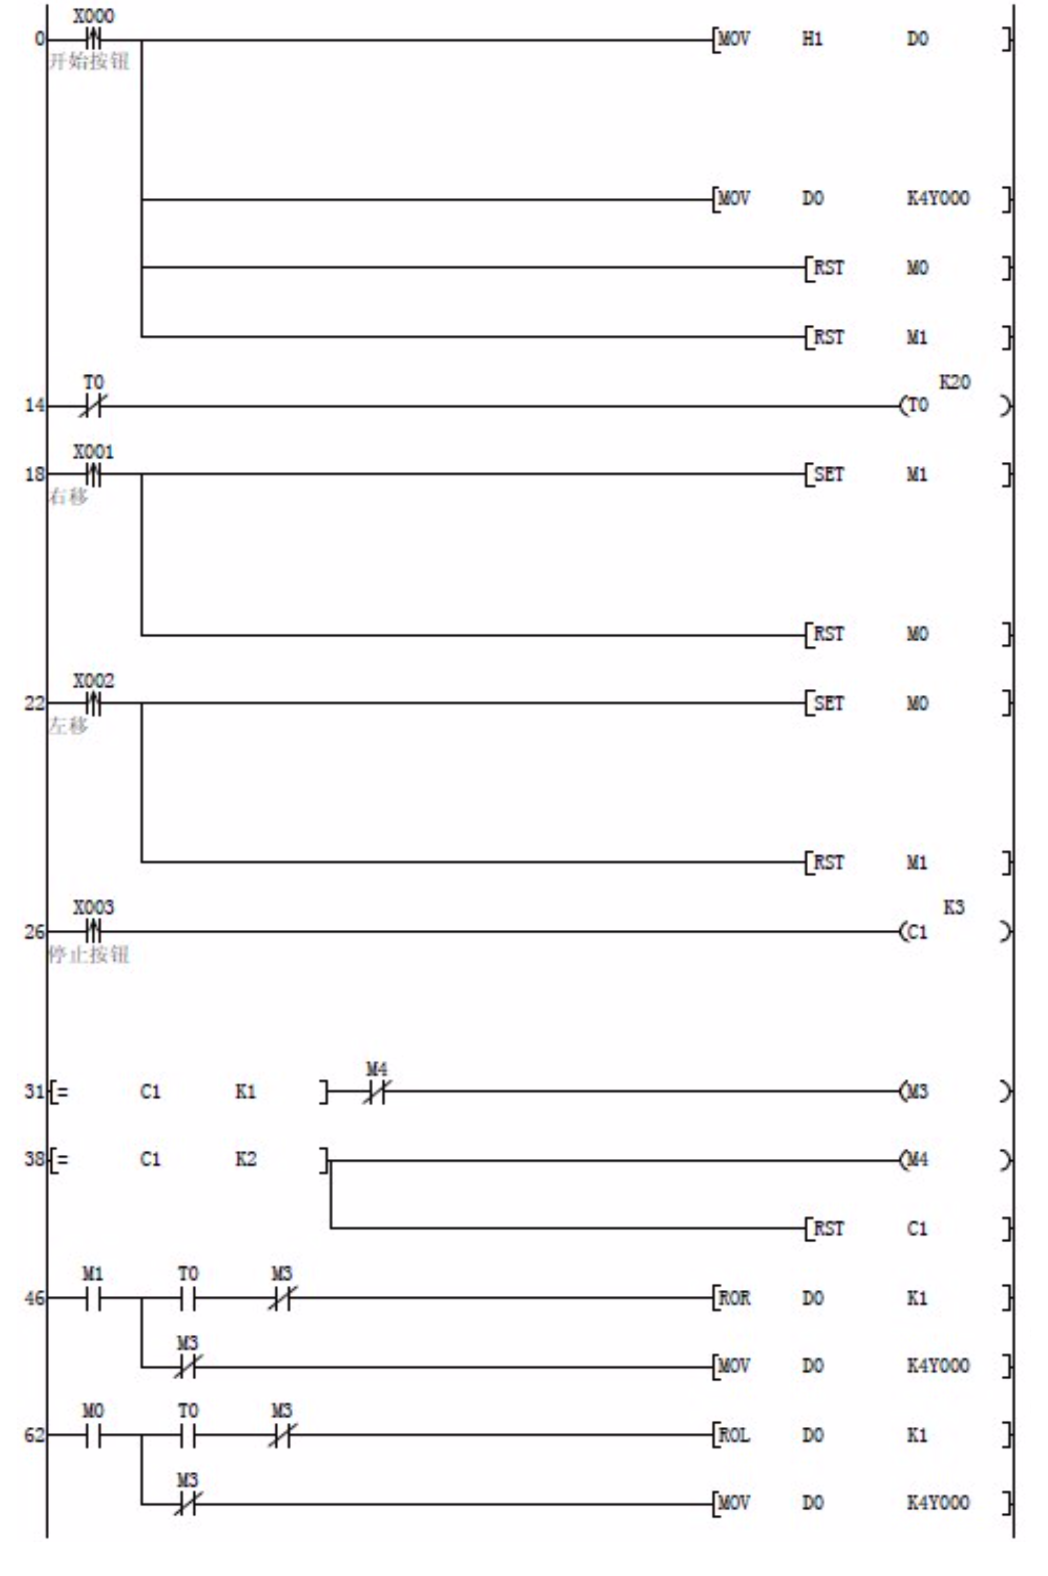 X000
0 [MOV H1 D0 ]
开始按钮
[MOV D0 K4Y000 ]
[RST M0 ]
[RST M1 ]
T0 K20
14 (T0 )
X001
18 [SET M1 ]
右移
[RST M0 ]
X002
22 [SET M0 ]
左移
[RST M1 ]
X003 K3
26 (C1 )
停止按钮
M4
31 [= C1 K1 ] (M3 )
38 [= C1 K2 ] (M4 )
[RST C1 ]
M1 T0 M3
46 [ROR D0 K1 ]
M3
[MOV D0 K4Y000 ]
M0 T0 M3
62 [ROL D0 K1 ]
M3
[MOV D0 K4Y000 ]